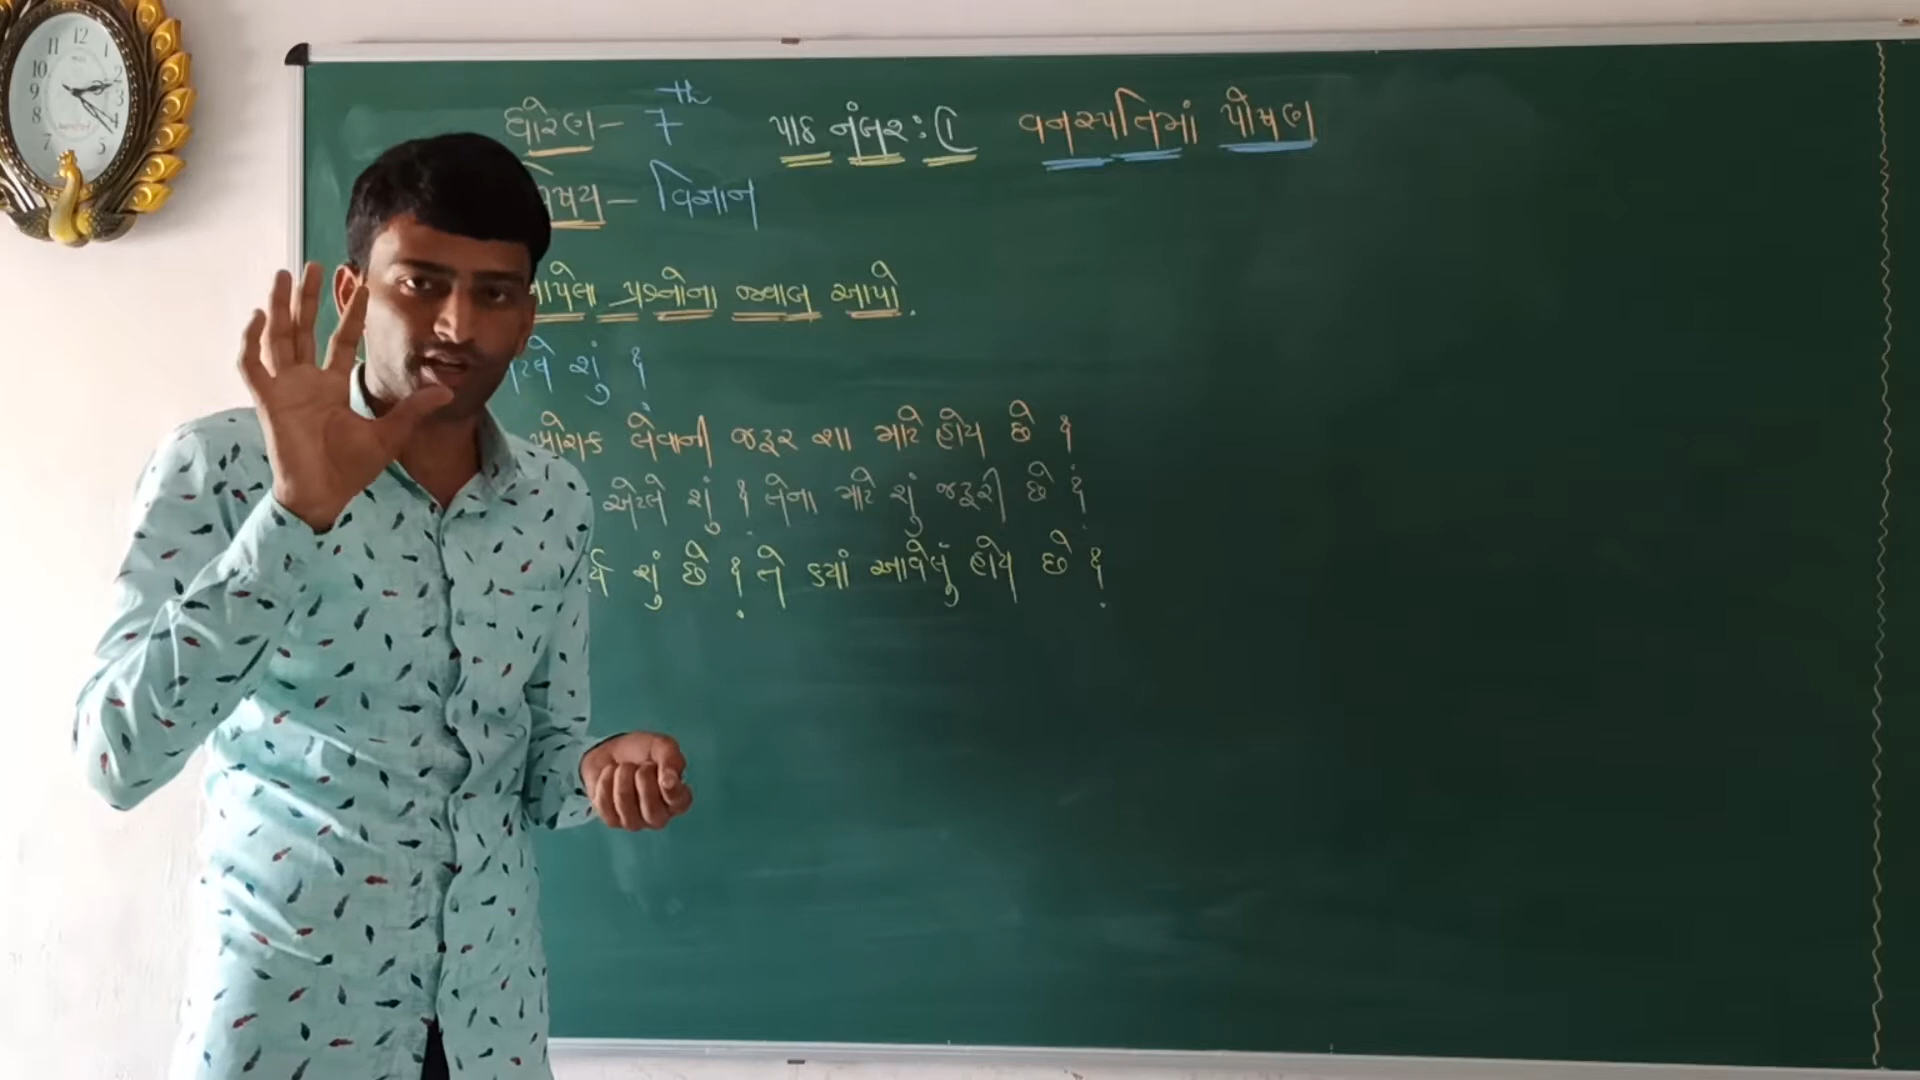 ધોરણ- 7th પાઠ નંબર:① વનસ્પતિમાં પોષણ
વિષય- વિજ્ઞાન
આપેલા પ્રશ્નોના જવાબ આપો.
એટલે શું ?
ખોરાક લેવાની જરૂર શા માટે હોય છે ?
એટલે શું ? તેના માટે શું જરૂરી છે ?
શું છે ? તે ક્યાં આવેલું હોય છે ?